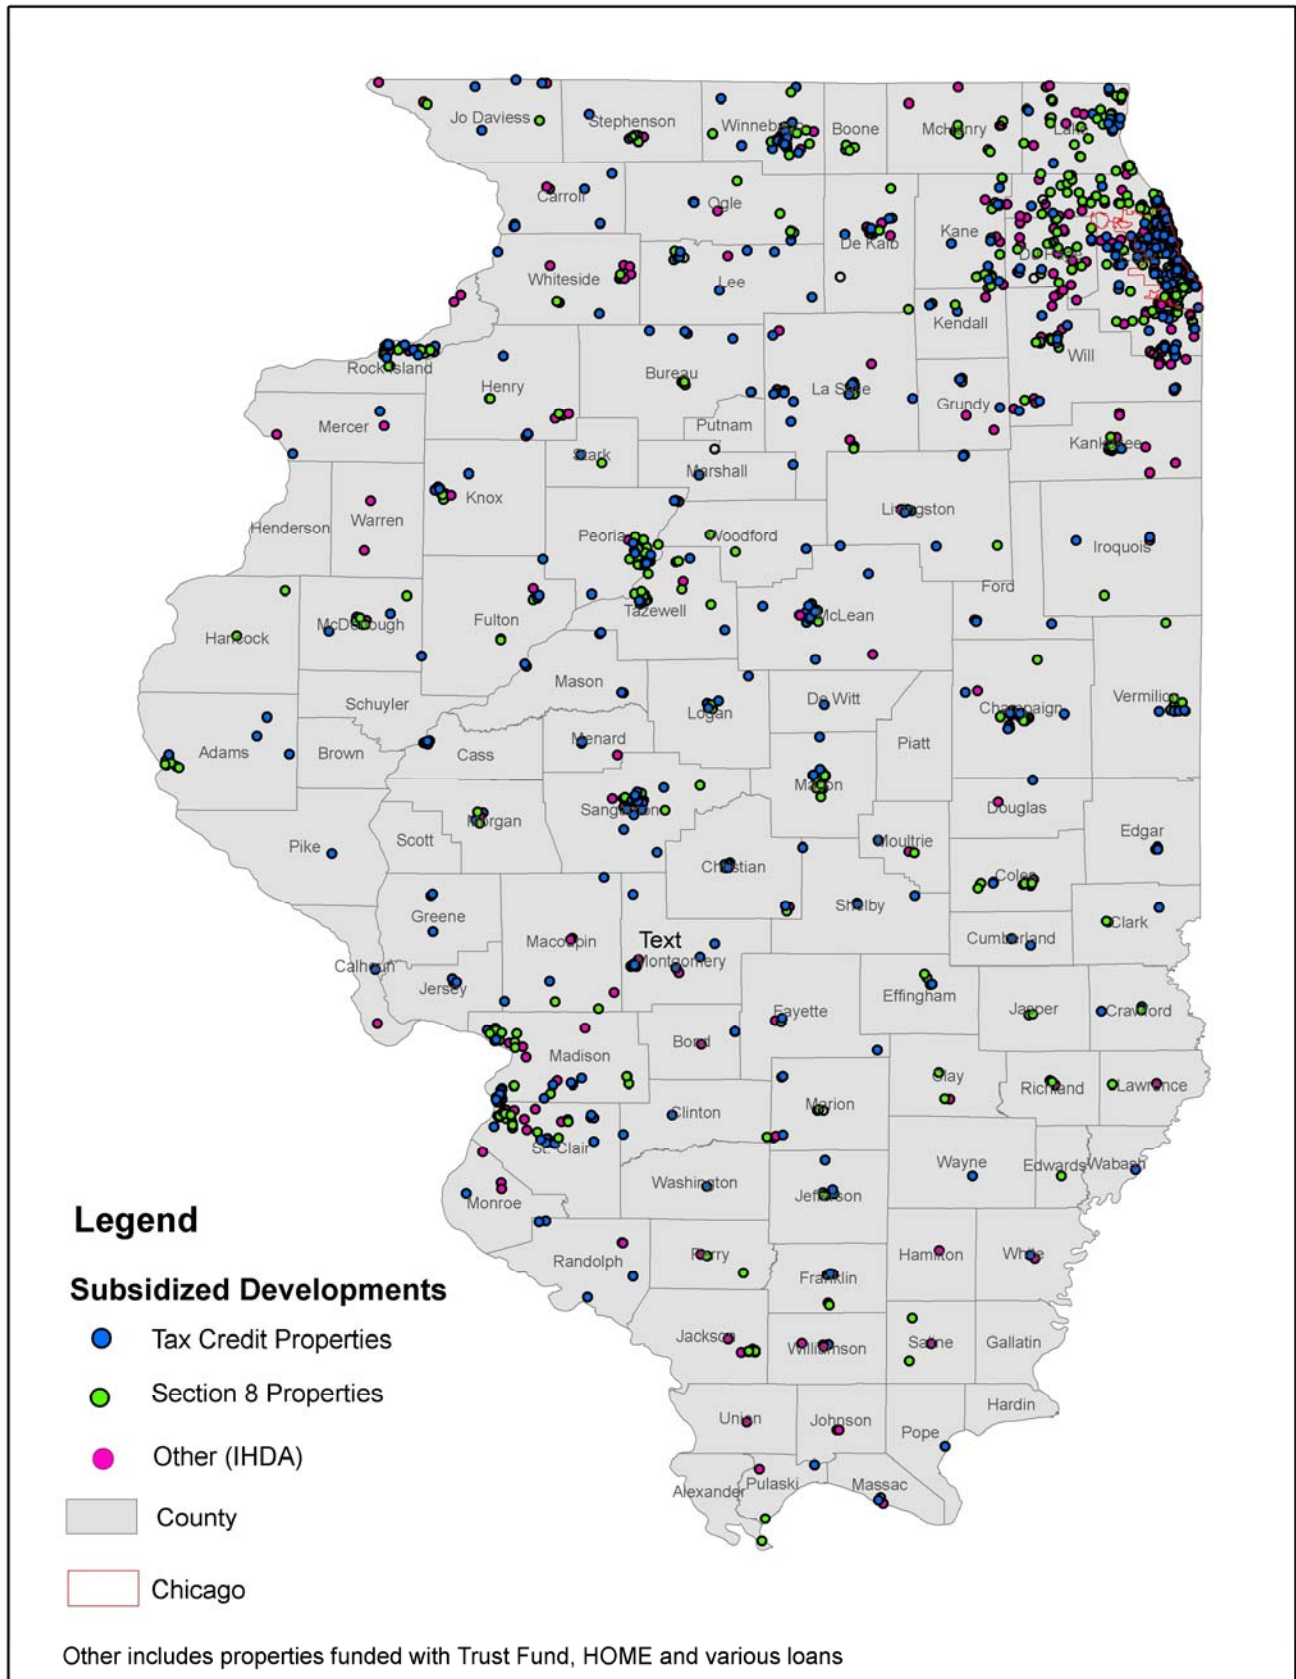 Jo Daviess
Stephenson
Winnebago
Boone
McHenry
Lake
Carroll
Ogle
De Kalb
Kane
Du Page
Whiteside
Lee
Kendall
Will
Rock Island
Henry
Bureau
La Salle
Grundy
Mercer
Putnam
Kankakee
Stark
Marshall
Knox
Henderson
Warren
Peoria
Woodford
Livingston
Iroquois
Ford
Hancock
McDonough
Fulton
Tazewell
McLean
Schuyler
Mason
Logan
De Witt
Champaign
Vermilion
Adams
Brown
Cass
Menard
Piatt
Macon
Douglas
Pike
Scott
Morgan
Sangamon
Christian
Moultrie
Edgar
Coles
Shelby
Greene
Macoupin
Text
Montgomery
Cumberland
Clark
Calhoun
Jersey
Effingham
Fayette
Jasper
Crawford
Madison
Bond
Clay
Richland
Lawrence
Marion
Clinton
St. Clair
Wayne
Edwards
Wabash
Washington
Jefferson
Monroe
Randolph
Perry
Hamilton
White
Franklin
Jackson
Williamson
Saline
Gallatin
Union
Johnson
Pope
Hardin
Alexander
Pulaski
Massac
Legend
Subsidized Developments
Tax Credit Properties
Section 8 Properties
Other (IHDA)
County
Chicago
Other includes properties funded with Trust Fund, HOME and various loans